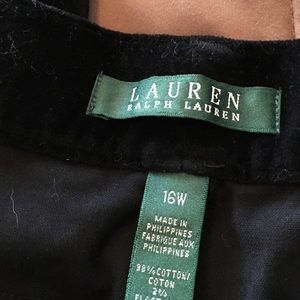 LAUREN
RALPH LAUREN
16W
MADE IN
PHILIPPINES
FABRIQUE AUX
PHILIPPINES
98% COTTON/
COTON
2%